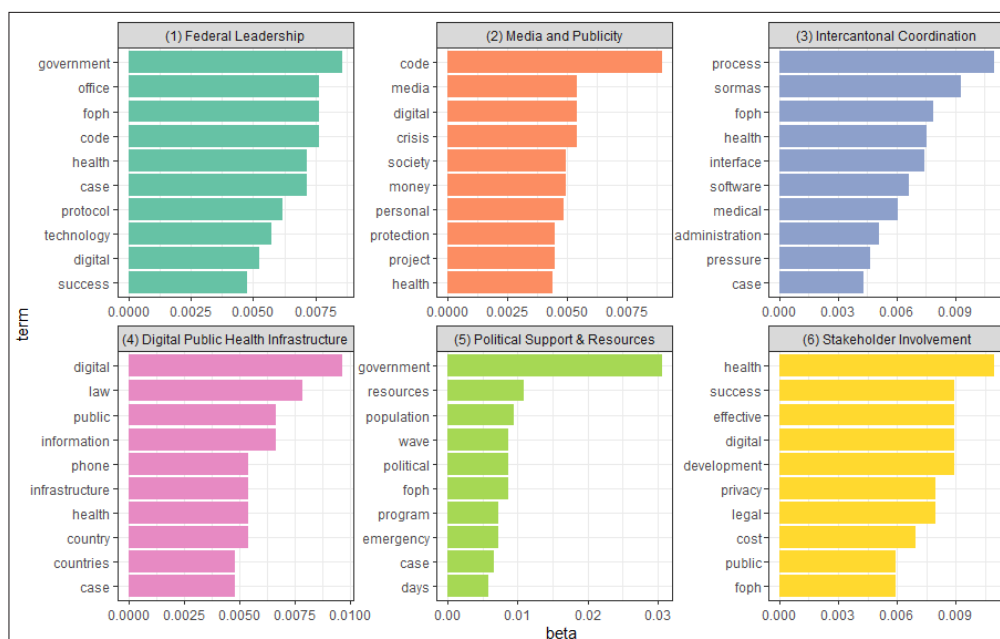 (1) Federal Leadership
government
office
foph
code
health
case
protocol
technology
digital
success
0.0000 0.0025 0.0050 0.0075
(2) Media and Publicity
code
media
digital
crisis
society
money
personal
protection
project
health
0.0000 0.0025 0.0050 0.0075
(3) Intercantonal Coordination
process
sormas
foph
health
interface
software
medical
administration
pressure
case
0.000 0.003 0.006 0.009
term
(4) Digital Public Health Infrastructure
digital
law
public
information
phone
infrastructure
health
country
countries
case
0.0000 0.0025 0.0050 0.0075 0.0100
(5) Political Support & Resources
government
resources
population
wave
political
foph
program
emergency
case
days
0.00 0.01 0.02 0.03
(6) Stakeholder Involvement
health
success
effective
digital
development
privacy
legal
cost
public
foph
0.000 0.003 0.006 0.009
beta